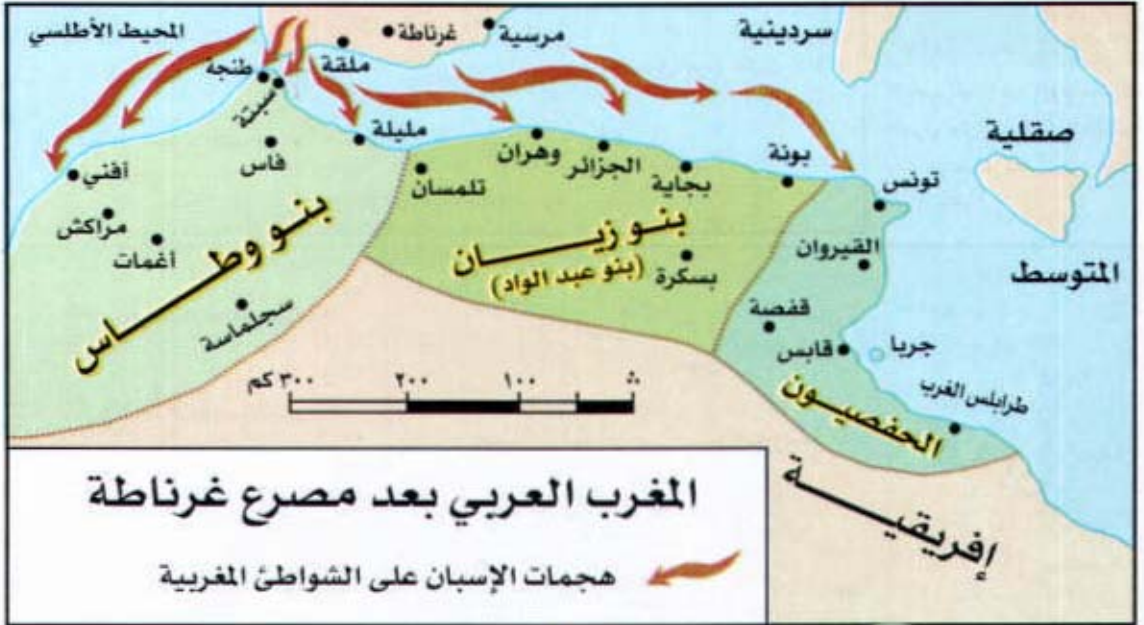 المحيط الأطلسي
غرناطة
مرسية
سردينية
ملقة
طنجة
سبتة
صقلية
مليلة
وهران
الجزائر
بجاية
بونة
تونس
فاس
تلمسان
أفني
مراكش
أغمات
سجلماسة
بنو وطاس
بنو زيان
(بنو عبد الواد)
بسكرة
القيروان
المتوسط
قفصة
قابس
جربا
طرابلس الغرب
الحفصيون
إفريقية
٣٠٠ كم
٢٠٠
١٠٠
المغرب العربي بعد مصرع غرناطة
هجمات الإسبان على الشواطئ المغربية